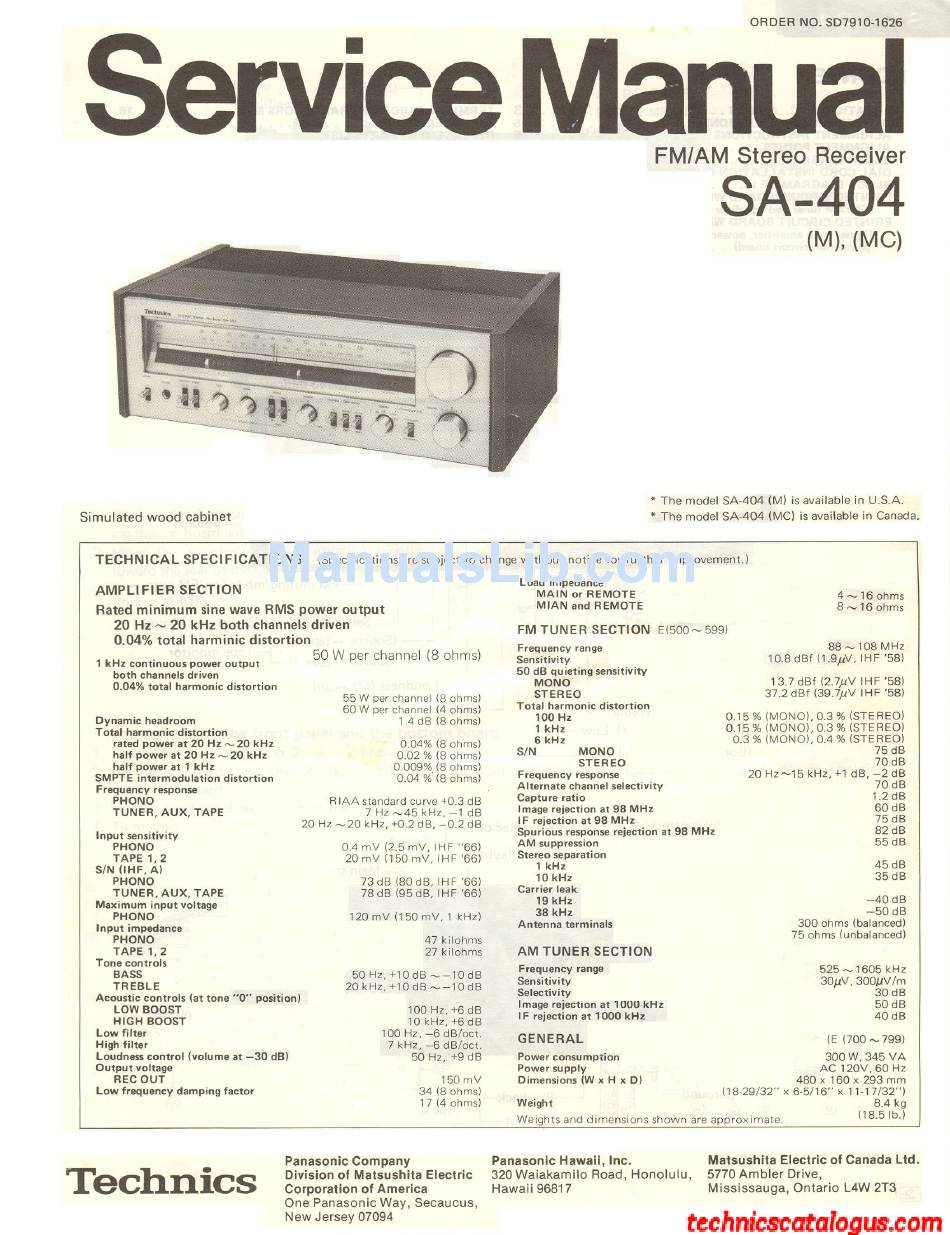 ORDER NO. SD7910-1626
Service Manual
FM/AM Stereo Receiver
SA-404
(M), (MC)
Technics
* The model SA-404 (M) is available in U.S.A.
* The model SA-404 (MC) is available in Canada.
Simulated wood cabinet
ManualsLib.com
TECHNICAL SPECIFICATIONS (Specifications are subject to change without notice for further improvement.)
AMPLIFIER SECTION
Rated minimum sine wave RMS power output
20 Hz ~ 20 kHz both channels driven
0.04% total harminic distortion
50 W per channel (8 ohms)
1 kHz continuous power output
both channels driven
0.04% total harmonic distortion
55 W per channel (8 ohms)
60 W per channel (4 ohms)
Dynamic headroom 1.4 dB (8 ohms)
Total harmonic distortion
rated power at 20 Hz ~ 20 kHz 0.04% (8 ohms)
half power at 20 Hz ~ 20 kHz 0.02 % (8 ohms)
half power at 1 kHz 0.009% (8 ohms)
SMPTE intermodulation distortion 0.04 % (8 ohms)
Frequency response
PHONO RIAA standard curve +0.3 dB
TUNER, AUX, TAPE 7 Hz ~ 45 kHz, −1 dB
20 Hz ~ 20 kHz, +0.2 dB, −0.2 dB
Input sensitivity
PHONO 0.4 mV (2.5 mV, IHF "66)
TAPE 1, 2 20 mV (150 mV, IHF '66)
S/N (IHF, A)
PHONO 73 dB (80 dB, IHF '66)
TUNER, AUX, TAPE 78 dB (95 dB, IHF '66)
Maximum input voltage
PHONO 120 mV (150 mV, 1 kHz)
Input impedance
PHONO 47 kilohms
TAPE 1, 2 27 kilohms
Tone controls
BASS 50 Hz, +10 dB ~ −10 dB
TREBLE 20 kHz, +10 dB ~ −10 dB
Acoustic controls (at tone "0" position)
LOW BOOST 100 Hz, +6 dB
HIGH BOOST 10 kHz, +6 dB
Low filter 100 Hz, −6 dB/oct.
High filter 7 kHz, −6 dB/oct.
Loudness control (volume at −30 dB) 50 Hz, +9 dB
Output voltage
REC OUT 150 mV
Low frequency damping factor 34 (8 ohms)
17 (4 ohms)
Load impedance
MAIN or REMOTE 4 ~ 16 ohms
MIAN and REMOTE 8 ~ 16 ohms
FM TUNER SECTION E(500 ~ 599)
Frequency range 88 ~ 108 MHz
Sensitivity 10.8 dBf (1.9μV, IHF '58)
50 dB quieting sensitivity
MONO 13.7 dBf (2.7μV IHF '58)
STEREO 37.2 dBf (39.7μV IHF '58)
Total harmonic distortion
100 Hz 0.15 % (MONO), 0.3 % (STEREO)
1 kHz 0.15 % (MONO), 0.3 % (STEREO)
6 kHz 0.3 % (MONO), 0.4 % (STEREO)
S/N MONO 75 dB
STEREO 70 dB
Frequency response 20 Hz~15 kHz, +1 dB, −2 dB
Alternate channel selectivity 70 dB
Capture ratio 1.2 dB
Image rejection at 98 MHz 60 dB
IF rejection at 98 MHz 75 dB
Spurious response rejection at 98 MHz 82 dB
AM suppression 55 dB
Stereo separation
1 kHz 45 dB
10 kHz 35 dB
Carrier leak
19 kHz −40 dB
38 kHz −50 dB
Antenna terminals 300 ohms (balanced)
75 ohms (unbalanced)
AM TUNER SECTION
Frequency range 525 ~ 1605 kHz
Sensitivity 30μV, 300μV/m
Selectivity 30 dB
Image rejection at 1000 kHz 50 dB
IF rejection at 1000 kHz 40 dB
GENERAL (E (700 ~ 799)
Power consumption 300 W, 345 VA
Power supply AC 120V, 60 Hz
Dimensions (W x H x D) 480 x 160 x 293 mm
(18-29/32" x 6-5/16" x 11-17/32")
Weight 8.4 kg
(18.5 lb.)
Weights and dimensions shown are approximate.
Technics
Panasonic Company
Division of Matsushita Electric
Corporation of America
One Panasonic Way, Secaucus,
New Jersey 07094
Panasonic Hawaii, Inc.
320 Waiakamilo Road, Honolulu,
Hawaii 96817
Matsushita Electric of Canada Ltd.
5770 Ambler Drive,
Mississauga, Ontario L4W 2T3
technicscatalogus.com